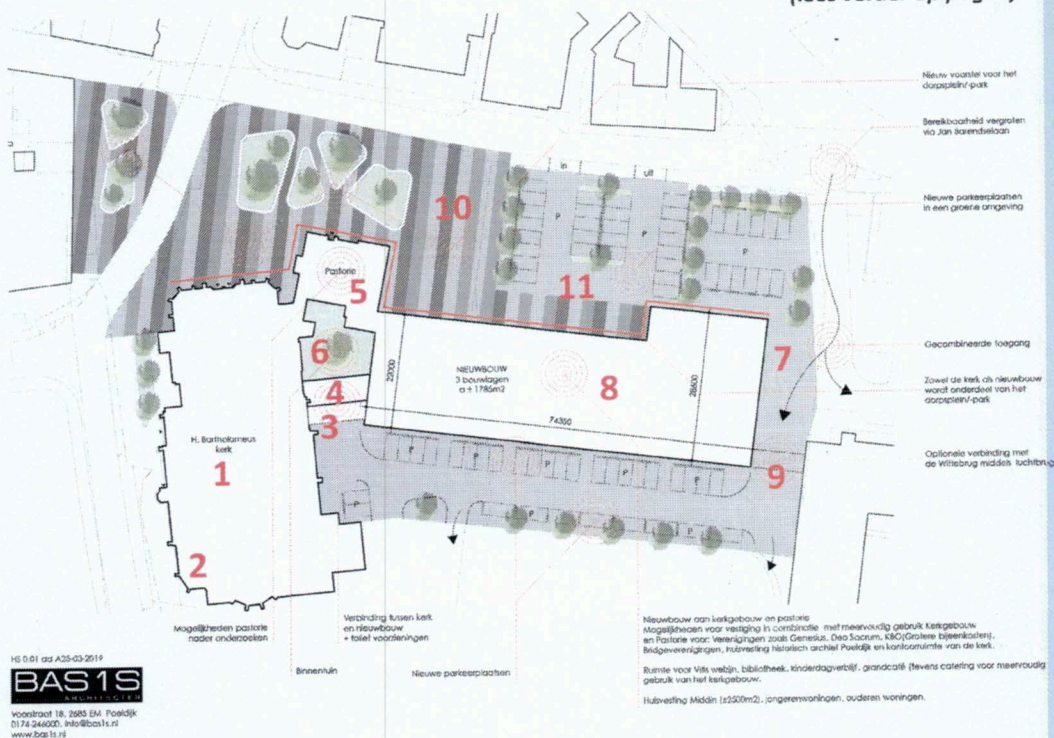 Nieuw voorstel voor het
dorpsplein/-park
Bereikbaarheid vergroten
via Jan Barendselaan
in
uit
Nieuwe parkeerplaatsen
in een groene omgeving
P
P
P
10
Pastorie
5
11
7
6
Gecombineerde toegang
NIEUWBOUW
3 bouwlagen
a + 1785m2
23000
8
28600
Zowel de kerk als nieuwbouw
wordt onderdeel van het
dorpsplein/-park
4
3
74350
H. Bartholomeus
kerk
1
P
P
P
P
P
9
Optionele verbinding met
de Wittebrug middels luchtbrug
P
P
P
2
Mogelijkheden pastorie
nader onderzoeken
Verbinding tussen kerk
en nieuwbouw
+ toilet voorzieningen
Binnentuin
Nieuwe parkeerplaatsen
Nieuwbouw aan kerkgebouw en pastorie
Mogelijkheden voor vestiging in combinatie met meervoudig gebruik Kerkgebouw
en Pastorie voor: Verenigingen zoals Genesius, Deo Sacrum, KBO(Grotere bijeenkosten),
Bridgeverenigingen, huisvesting historisch archief Poeldijk en kantoorruimte van de kerk.
Ruimte voor Vitis welzijn, bibliotheek, kinderdagverblijf, grandcafé (tevens catering voor meervoudig
gebruik van het kerkgebouw.
Huisvesting Middin (±2500m2), jongerenwoningen, ouderen woningen.
HS 0.01 dd A25-03-2019
BAS1S
ARCHITECTEN
Voorstraat 18, 2685 EM Poeldijk
0174-246000, info@bas1s.nl
www.bas1s.nl